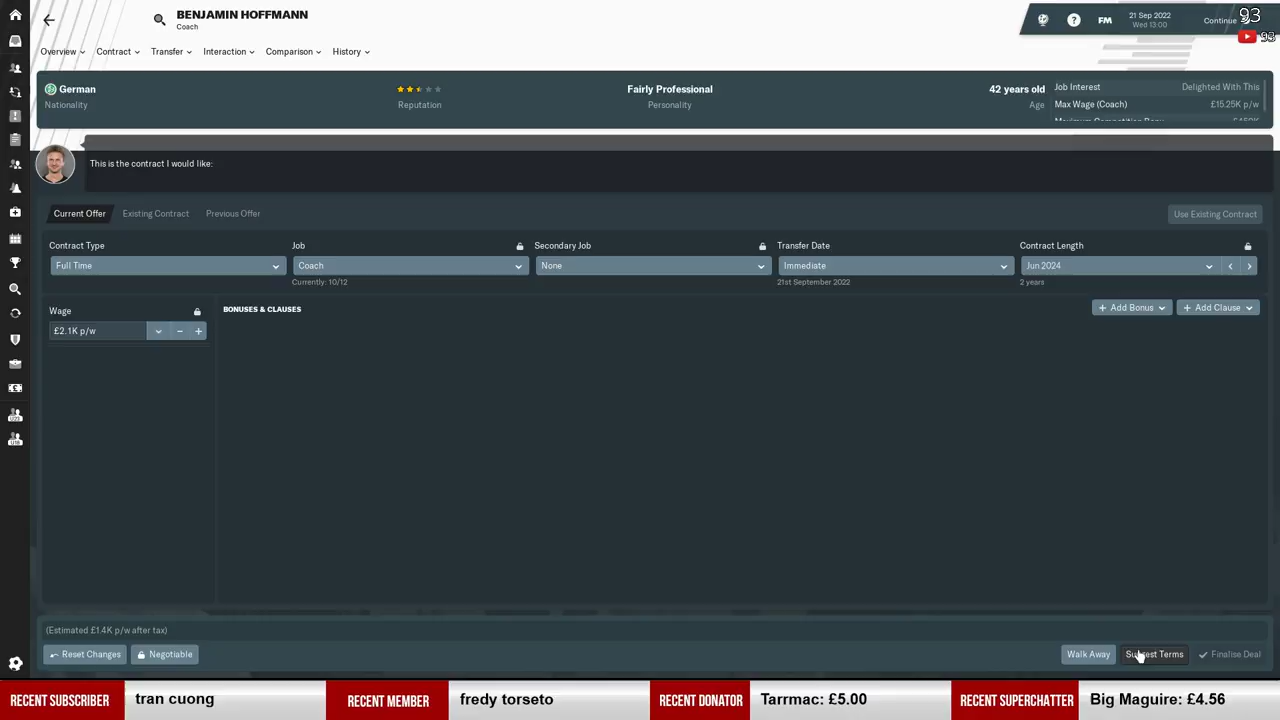 BENJAMIN HOFFMANN
Coach
21 Sep 2022
Wed 13:00
FM
Continue
93
93
Overview
Contract
Transfer
Interaction
Comparison
History
German
Nationality
Reputation
Fairly Professional
Personality
42 years old
Age
Job Interest
Delighted With This
Max Wage (Coach)
£15.25K p/w
This is the contract I would like:
Current Offer
Existing Contract
Previous Offer
Use Existing Contract
Contract Type
Job
Secondary Job
Transfer Date
Contract Length
Full Time
Coach
None
Immediate
Jun 2024
Currently: 10/12
21st September 2022
2 years
Wage
BONUSES & CLAUSES
Add Bonus
Add Clause
£2.1K p/w
(Estimated £1.4K p/w after tax)
Reset Changes
Negotiable
Walk Away
Suggest Terms
Finalise Deal
RECENT SUBSCRIBER
tran cuong
RECENT MEMBER
fredy torseto
RECENT DONATOR
Tarrmac: £5.00
RECENT SUPERCHATTER
Big Maguire: £4.56